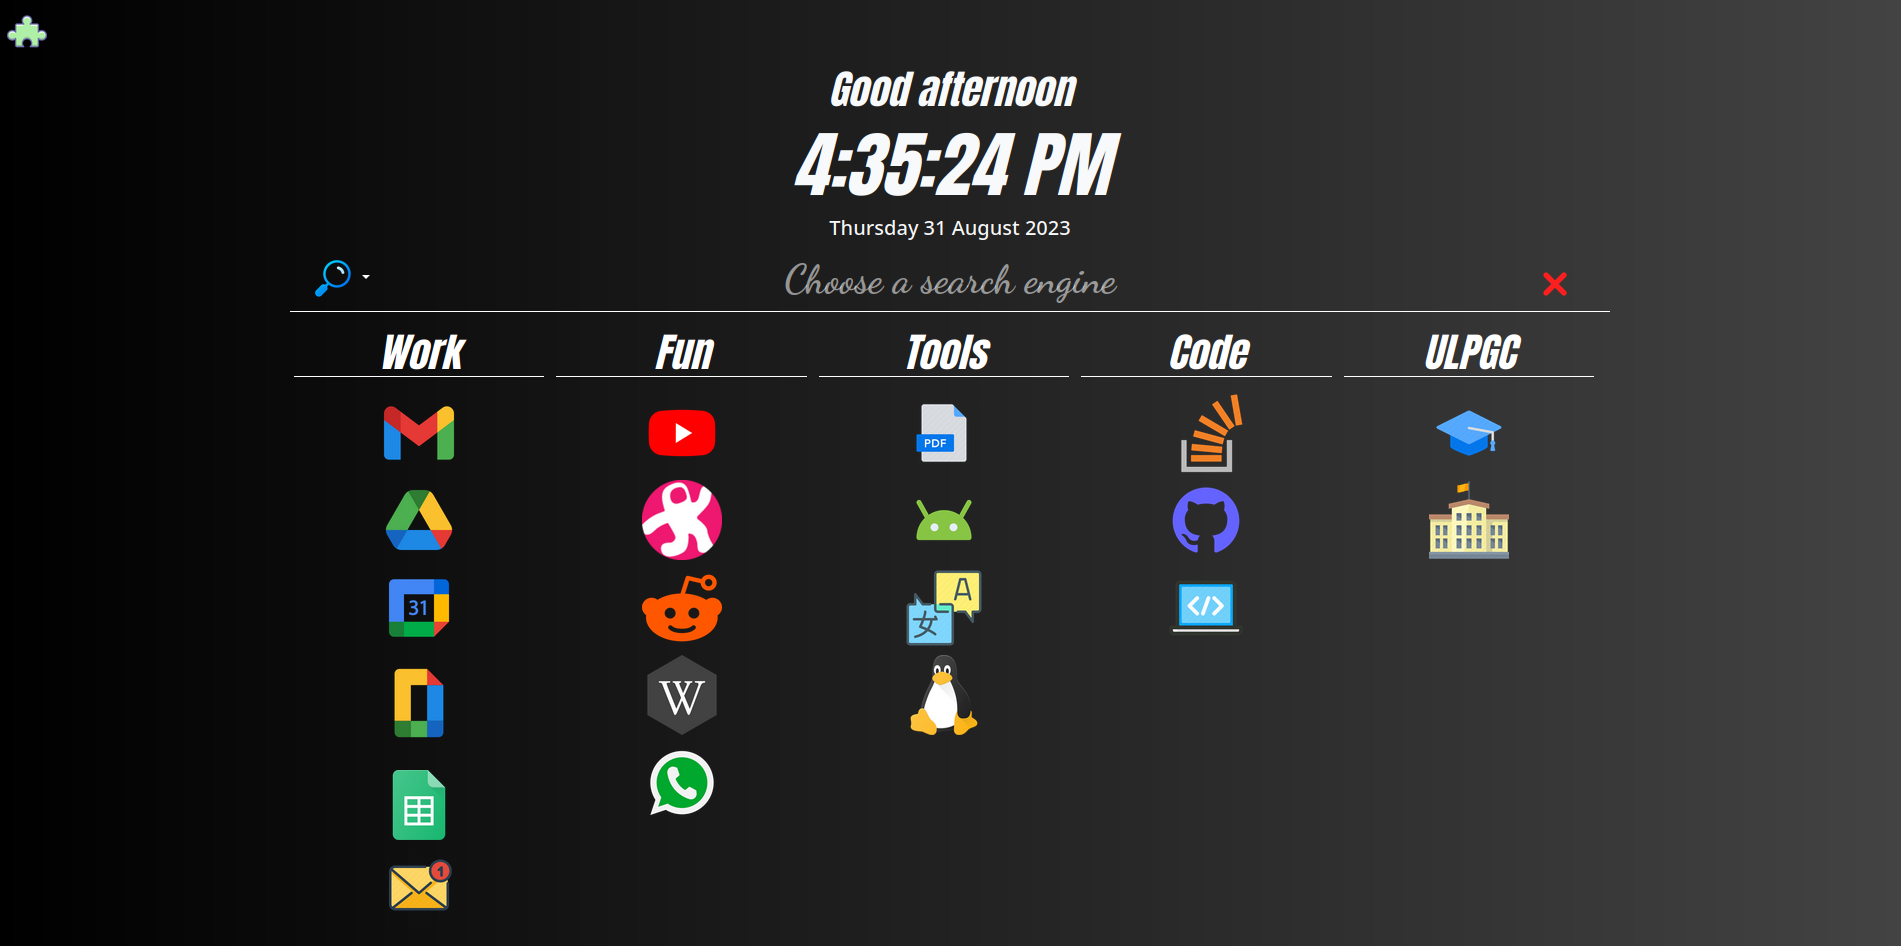 Good afternoon
4:35:24 PM
Thursday 31 August 2023
Choose a search engine
Work
Fun
Tools
Code
ULPGC
PDF
31
A
女
</>
W
1